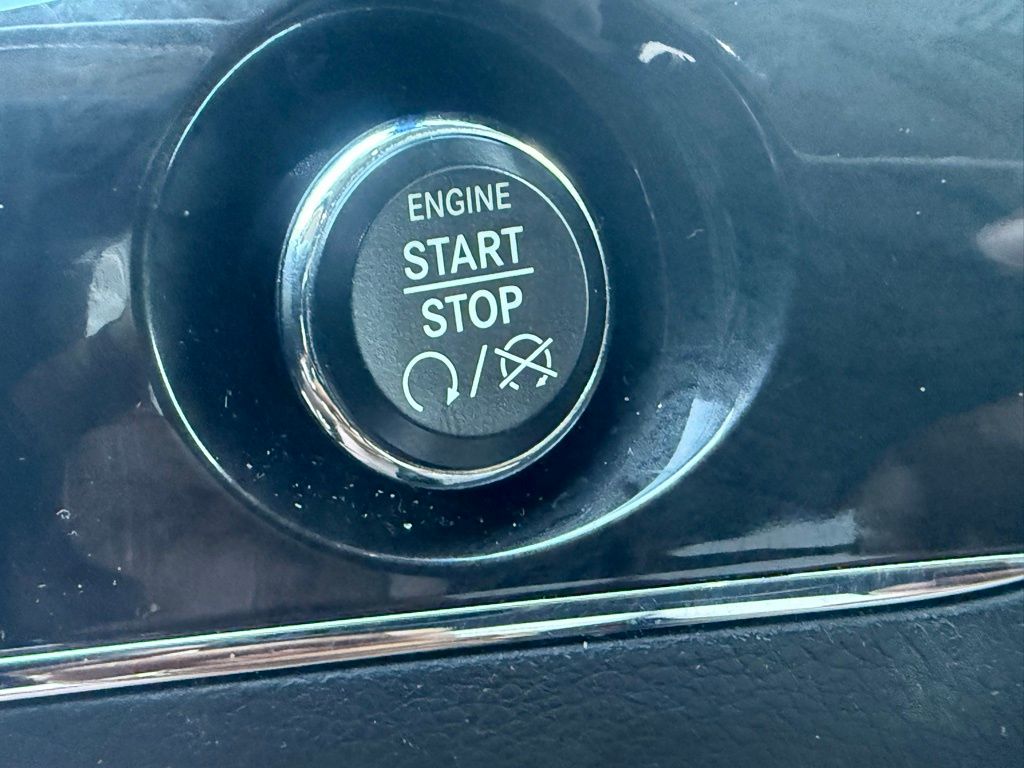 ENGINE
START
STOP
/